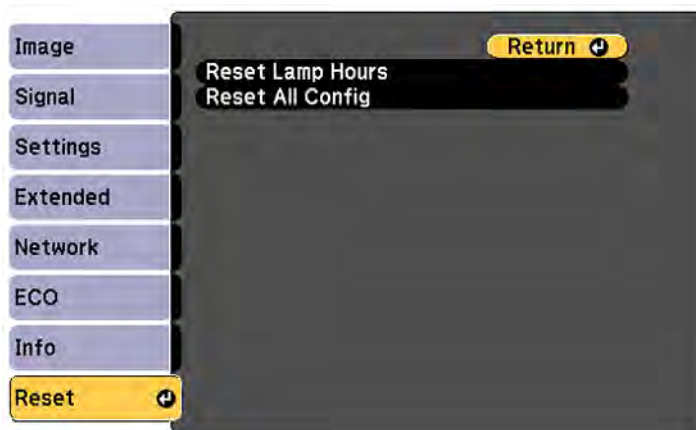 Image
Signal
Settings
Extended
Network
ECO
Info
Reset
Return
Reset Lamp Hours
Reset All Config